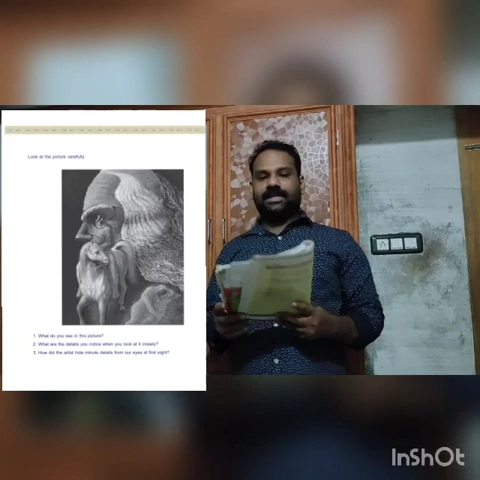 Look at the picture carefully.
1. What do you see in this picture?
2. What are the details you notice when you look at it closely?
3. How did the artist hide minute details from our eyes at first sight?
InShOt